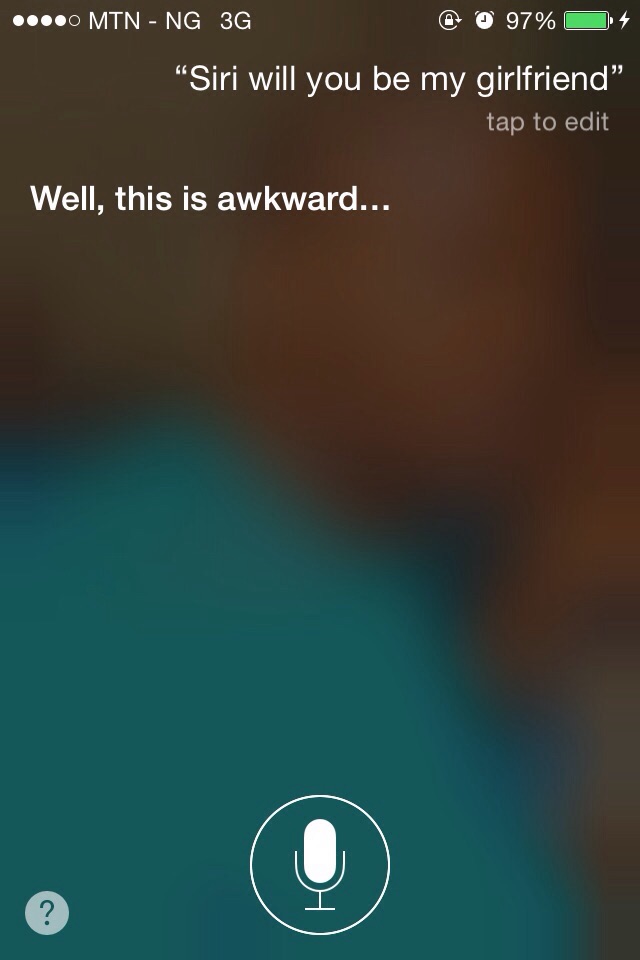 MTN - NG 3G 97%
“Siri will you be my girlfriend”
tap to edit
Well, this is awkward...
?